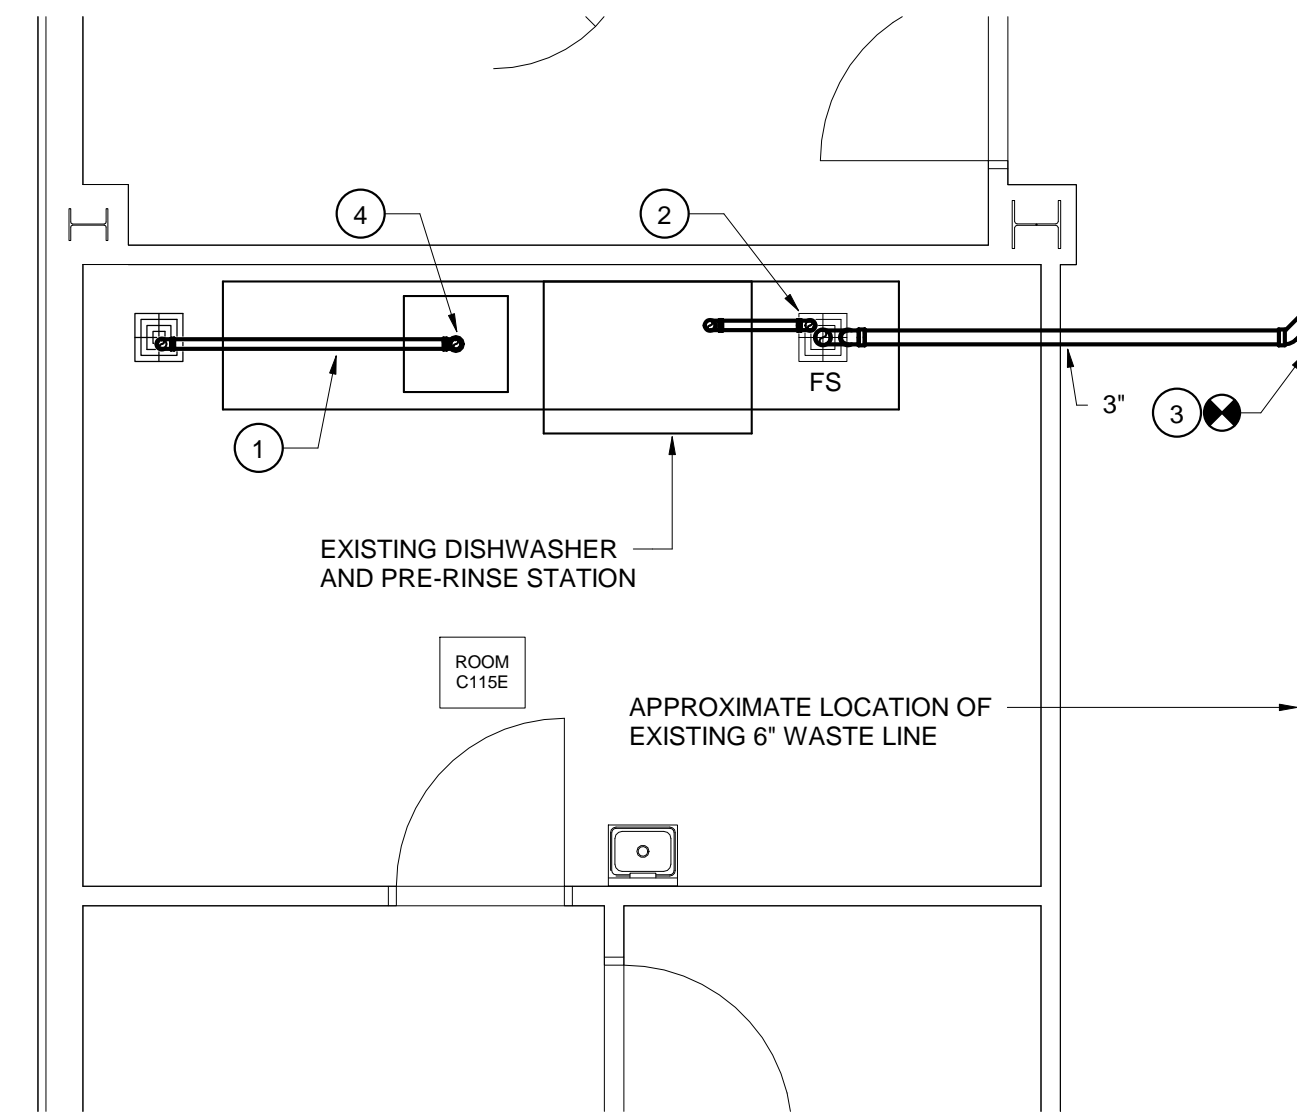 4
2
FS
3"
3
1
EXISTING DISHWASHER
AND PRE-RINSE STATION
ROOM
C115E
APPROXIMATE LOCATION OF
EXISTING 6" WASTE LINE